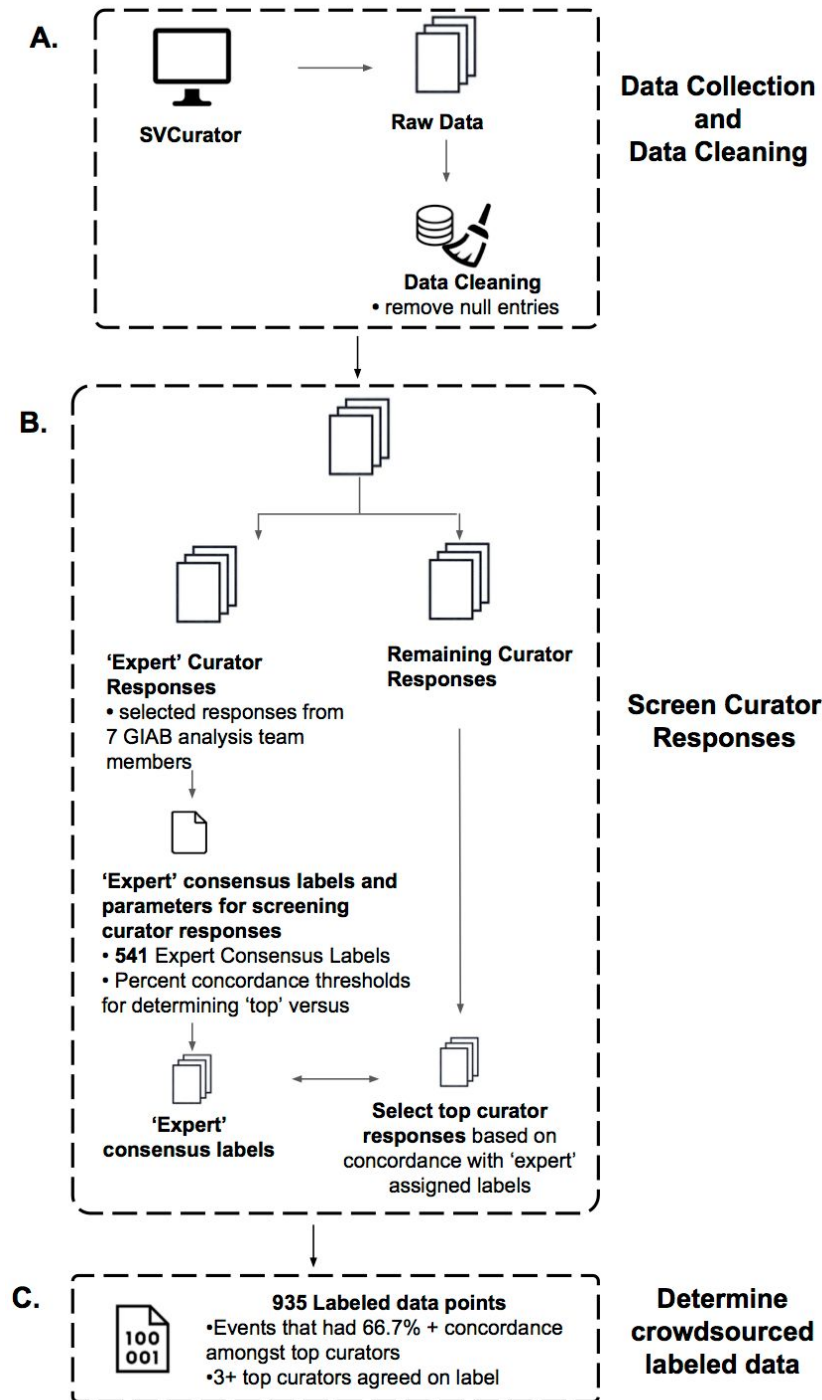 A.
SVCurator
Raw Data
Data Cleaning
• remove null entries
Data Collection
and
Data Cleaning
B.
‘Expert’ Curator
Responses
• selected responses from
7 GIAB analysis team
members
Remaining Curator
Responses
Screen Curator
Responses
‘Expert’ consensus labels and
parameters for screening
curator responses
• 541 Expert Consensus Labels
• Percent concordance thresholds
for determining ‘top’ versus
‘Expert’
consensus labels
Select top curator
responses based on
concordance with ‘expert’
assigned labels
C.
100
001
935 Labeled data points
•Events that had 66.7% + concordance
amongst top curators
•3+ top curators agreed on label
Determine
crowdsourced
labeled data